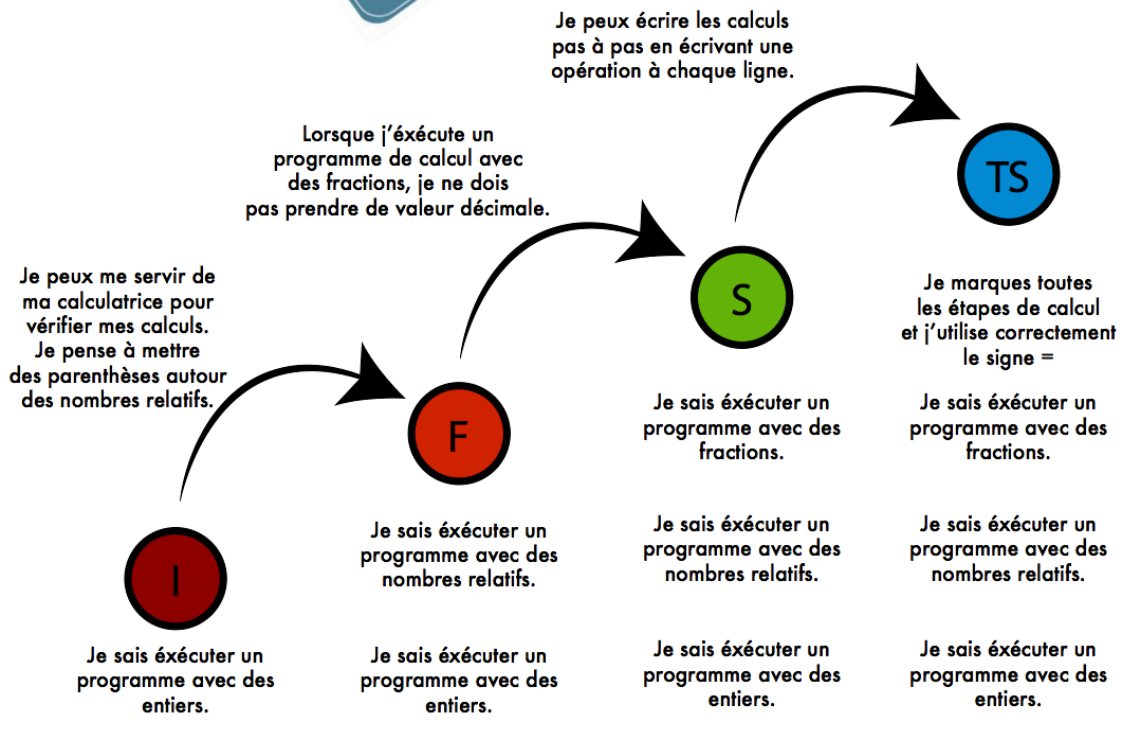 Je peux écrire les calculs
pas à pas en écrivant une
opération à chaque ligne.
Lorsque j'éxécute un
programme de calcul avec
des fractions, je ne dois
pas prendre de valeur décimale.
Je peux me servir de
ma calculatrice pour
vérifier mes calculs.
Je pense à mettre
des parenthèses autour
des nombres relatifs.
I
Je sais éxécuter un
programme avec des
entiers.
F
Je sais éxécuter un
programme avec des
nombres relatifs.
Je sais éxécuter un
programme avec des
entiers.
S
Je sais éxécuter un
programme avec des
fractions.
Je sais éxécuter un
programme avec des
nombres relatifs.
Je sais éxécuter un
programme avec des
entiers.
TS
Je marques toutes
les étapes de calcul
et j'utilise correctement
le signe =
Je sais éxécuter un
programme avec des
fractions.
Je sais éxécuter un
programme avec des
nombres relatifs.
Je sais éxécuter un
programme avec des
entiers.